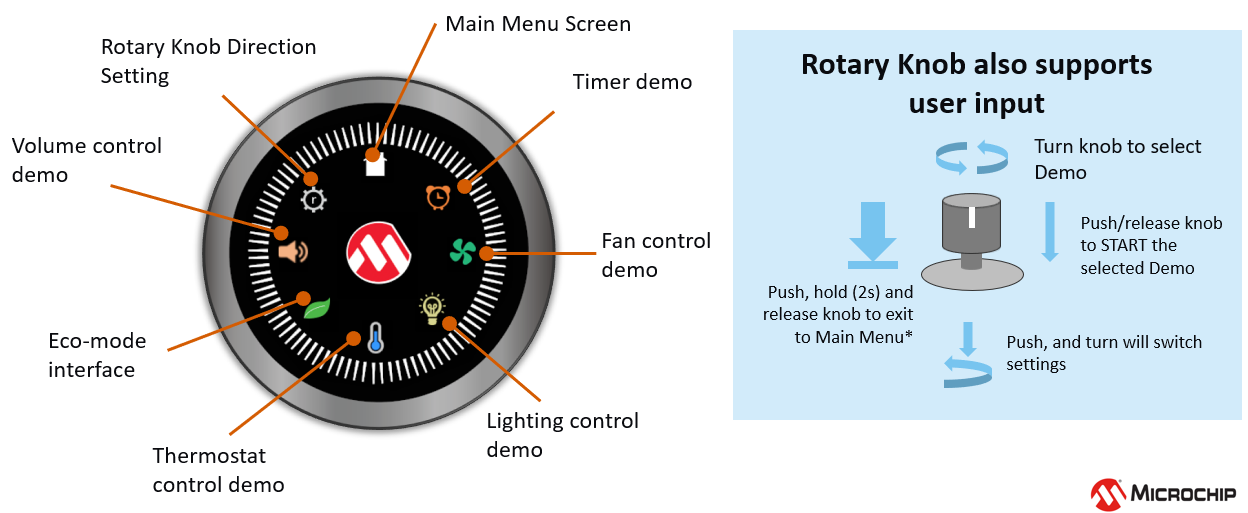 Main Menu Screen
Rotary Knob Direction
Setting
Timer demo
Volume control
demo
r
Fan control
demo
Eco-mode
interface
Lighting control
demo
Thermostat
control demo
Rotary Knob also supports
user input
Turn knob to select
Demo
Push/release knob
to START the
selected Demo
Push, hold (2s) and
release knob to exit
to Main Menu*
Push, and turn will switch
settings
MICROCHIP